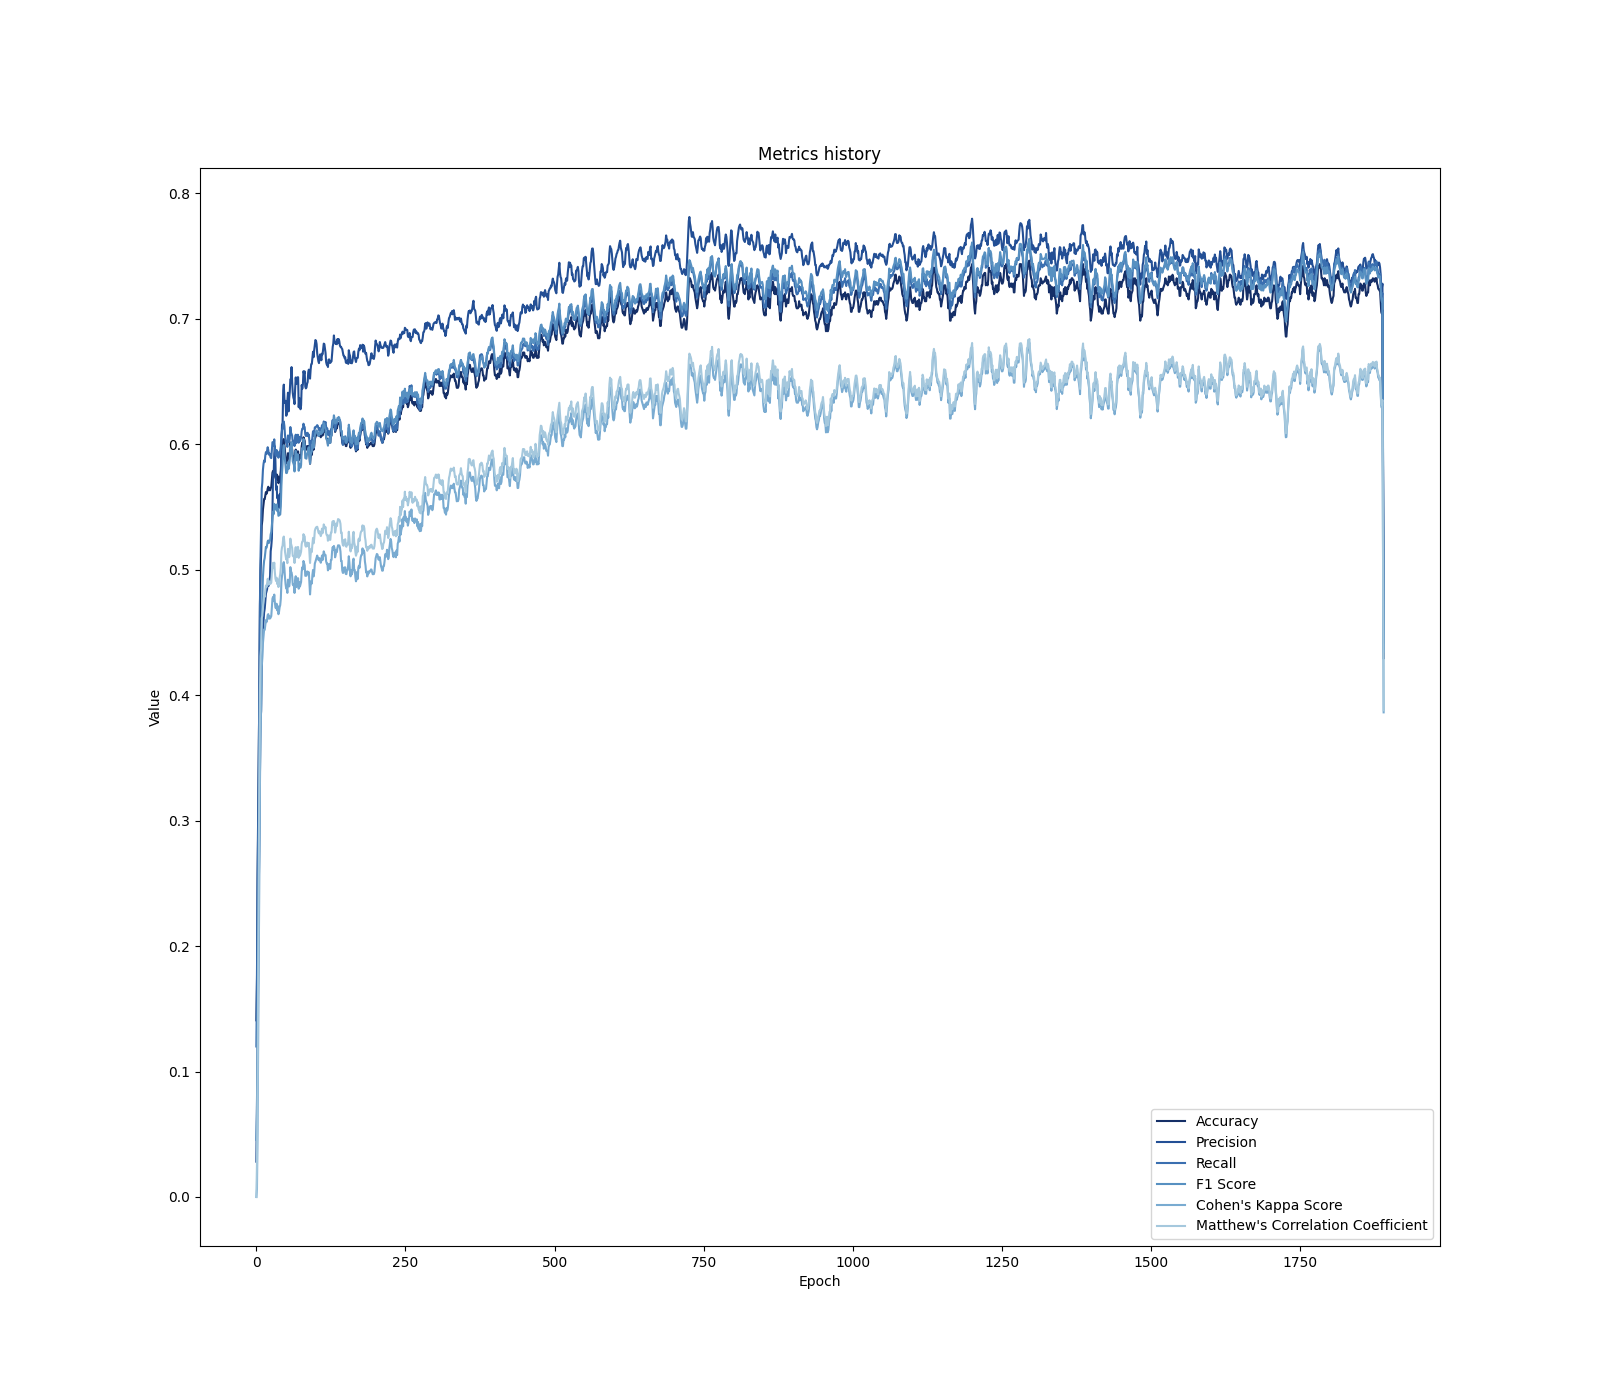 Metrics history
0.8
0.7
0.6
0.5
0.4
0.3
0.2
0.1
0.0
Value
0
250
500
750
1000
1250
1500
1750
Epoch
Accuracy
Precision
Recall
F1 Score
Cohen's Kappa Score
Matthew's Correlation Coefficient